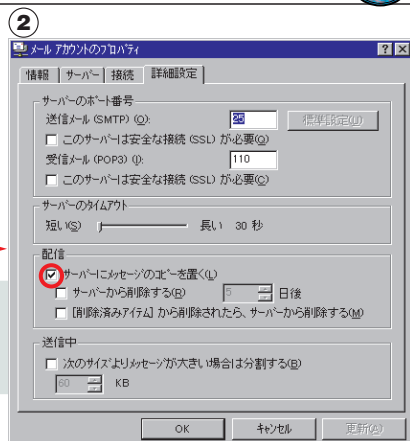 ②
メール アカウントのプロパティ
情報 サーバー 接続 詳細設定
サーバーのポート番号
送信メール (SMTP) (O): 25 標準設定(U)
このサーバーは安全な接続 (SSL) が必要(Q)
受信メール (POP3) (I): 110
このサーバーは安全な接続 (SSL) が必要(C)
サーバーのタイムアウト
短い(S) 長い 30 秒
配信
サーバーにメッセージのコピーを置く(L)
サーバーから削除する(R) 5 日後
[削除済みアイテム] から削除されたら、サーバーから削除する(M)
送信中
次のサイズよりメッセージが大きい場合は分割する(B)
60 KB
OK キャンセル 更新(A)